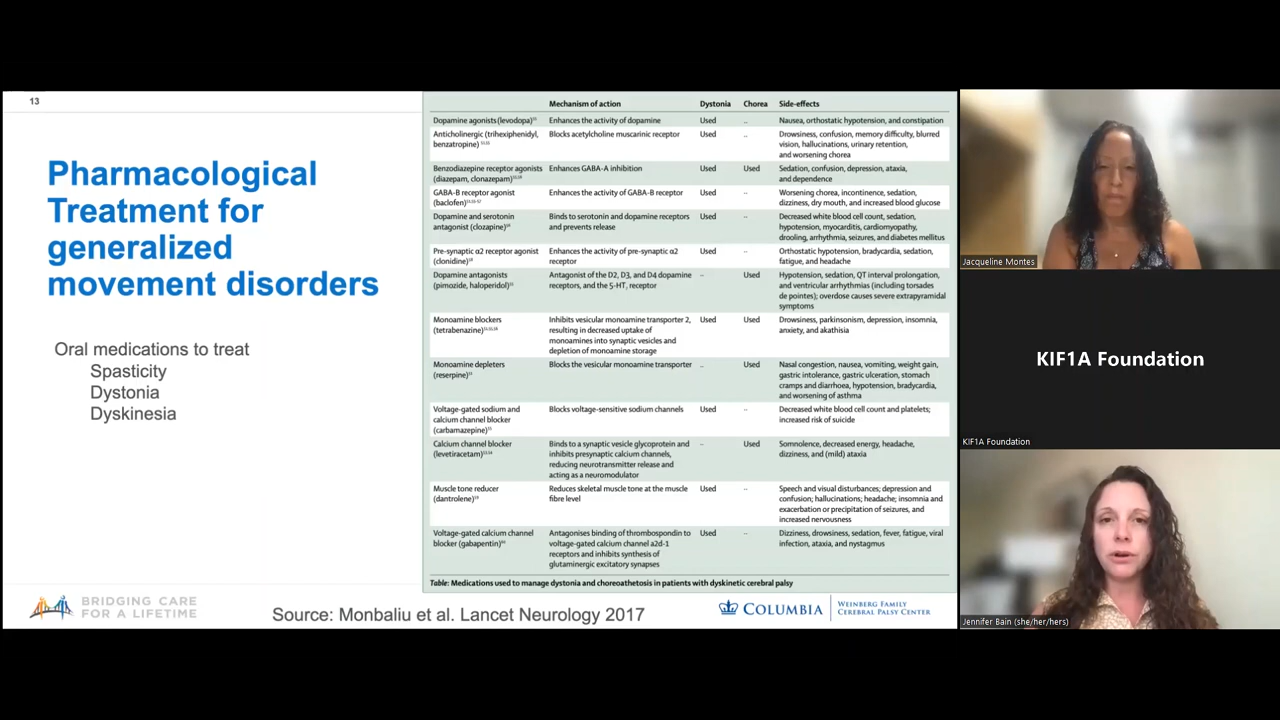 13
Pharmacological
Treatment for
generalized
movement disorders
Oral medications to treat
Spasticity
Dystonia
Dyskinesia
Mechanism of action Dystonia Chorea Side-effects
Dopamine agonists (levodopa) Enhances the activity of dopamine Used .. Nausea, orthostatic hypotension, and constipation
Anticholinergic (trihexiphenidyl, Blocks acetylcholine muscarinic receptor Used .. Drowsiness, confusion, memory difficulty, blurred
benzatropine) vision, hallucinations, urinary retention,
and worsening chorea
Benzodiazepine receptor agonists Enhances GABA-A inhibition Used Used Sedation, confusion, depression, ataxia,
(diazepam, clonazepam) and dependence
GABA-B receptor agonist Enhances the activity of GABA-B receptor Used .. Worsening chorea, incontinence, sedation,
(baclofen) dizziness, dry mouth, and increased blood glucose
Dopamine and serotonin Binds to serotonin and dopamine receptors Used .. Decreased white blood cell count, sedation,
antagonist (clozapine) and prevents release hypotension, myocarditis, cardiomyopathy,
drooling, arrhythmia, seizures, and diabetes mellitus
Pre-synaptic α2 receptor agonist Enhances the activity of pre-synaptic α2 Used .. Orthostatic hypotension, bradycardia, sedation,
(clonidine) receptor fatigue, and headache
Dopamine antagonists Antagonist of the D2, D3, and D4 dopamine .. Used Hypotension, sedation, QT interval prolongation,
(pimozide, haloperidol) receptors, and the 5-HT, receptor and ventricular arrhythmias (including torsades
de pointes); overdose causes severe extrapyramidal
symptoms
Monoamine blockers Inhibits vesicular monoamine transporter 2, Used Used Drowsiness, parkinsonism, depression, insomnia,
(tetrabenazine) resulting in decreased uptake of anxiety, and akathisia
monoamines into synaptic vesicles and
depletion of monoamine storage
Monoamine depleters Blocks the vesicular monoamine transporter .. Used Nasal congestion, nausea, vomiting, weight gain,
(reserpine) gastric intolerance, gastric ulceration, stomach
cramps and diarrhoea, hypotension, bradycardia,
and worsening of asthma
Voltage-gated sodium and Blocks voltage-sensitive sodium channels Used .. Decreased white blood cell count and platelets;
calcium channel blocker increased risk of suicide
(carbamazepine)
Calcium channel blocker Binds to a synaptic vesicle glycoprotein and .. Used Somnolence, decreased energy, headache,
(levetiracetam) inhibits presynaptic calcium channels, dizziness, and (mild) ataxia
reducing neurotransmitter release and
acting as a neuromodulator
Muscle tone reducer Reduces skeletal muscle tone at the muscle Used .. Speech and visual disturbances; depression and
(dantrolene) fibre level confusion; hallucinations; headache; insomnia and
exacerbation or precipitation of seizures, and
increased nervousness
Voltage-gated calcium channel Antagonises binding of thrombospondin to Used .. Dizziness, drowsiness, sedation, fever, fatigue, viral
blocker (gabapentin) voltage-gated calcium channel a2d-1 infection, ataxia, and nystagmus
receptors and inhibits synthesis of
glutaminergic excitatory synapses
Table: Medications used to manage dystonia and choreoathetosis in patients with dyskinetic cerebral palsy
BRIDGING CARE
FOR A LIFETIME
Source: Monbaliu et al. Lancet Neurology 2017
COLUMBIA
WEINBERG FAMILY
CEREBRAL PALSY CENTER
Jacqueline Montes
KIF1A Foundation
KIF1A Foundation
Jennifer Bain (she/her/hers)